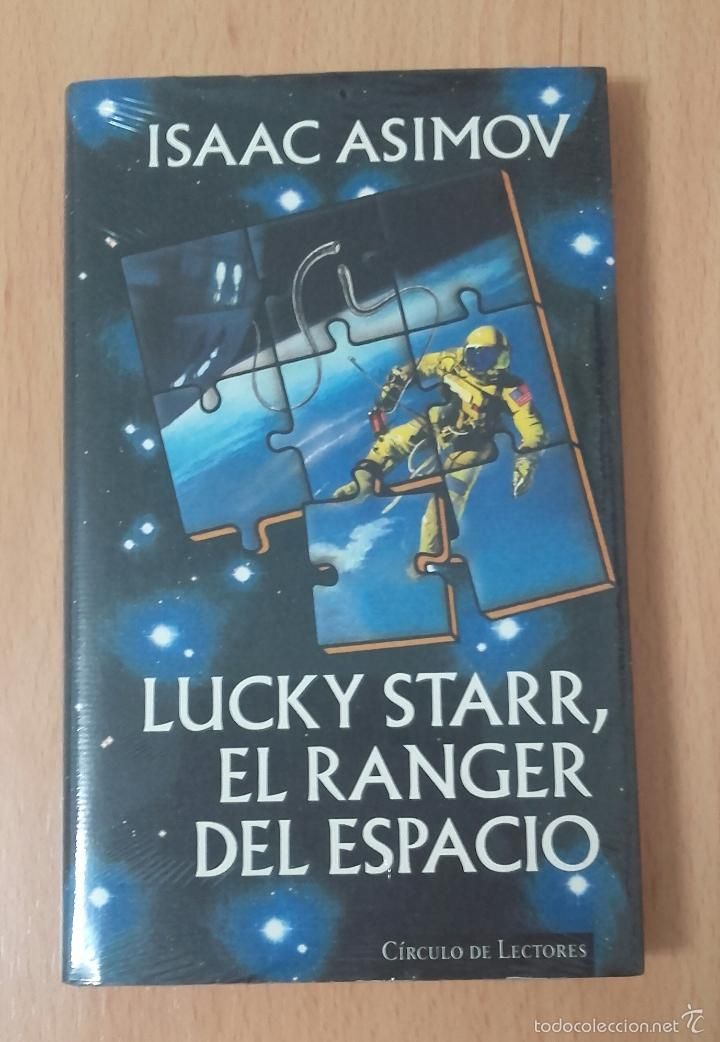 ISAAC ASIMOV
LUCKY STARR,
EL RANGER
DEL ESPACIO
CÍRCULO DE LECTORES
todocoleccion.net